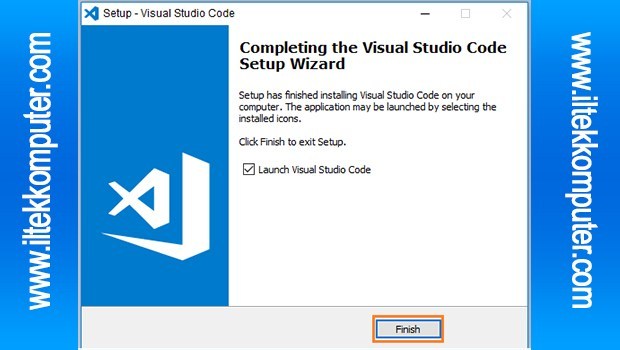 Setup - Visual Studio Code
Completing the Visual Studio Code
Setup Wizard
Setup has finished installing Visual Studio Code on your
computer. The application may be launched by selecting the
installed icons.
Click Finish to exit Setup.
Launch Visual Studio Code
Finish
www.iltekkomputer.com
www.iltekkomputer.com